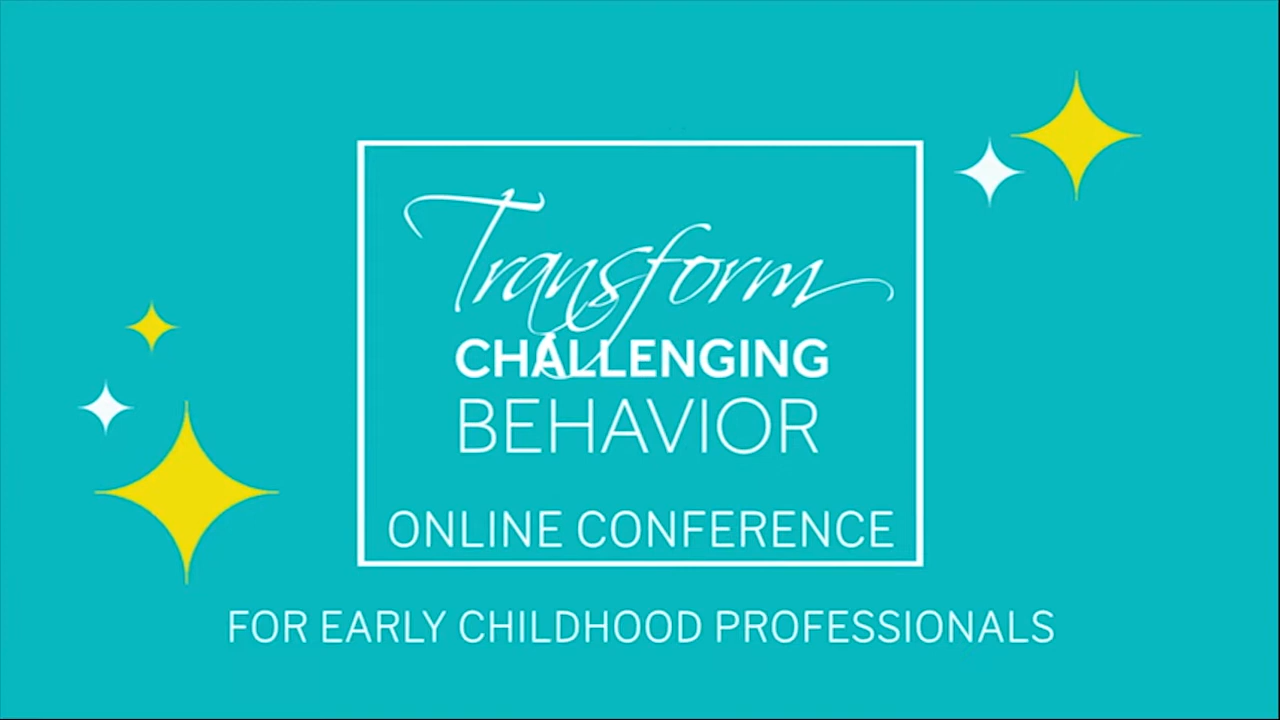 Transform
CHALLENGING
BEHAVIOR
ONLINE CONFERENCE
FOR EARLY CHILDHOOD PROFESSIONALS